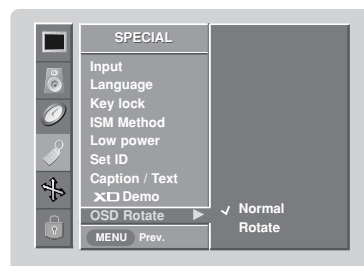 SPECIAL
Input
Language
Key lock
ISM Method
Low power
Set ID
Caption / Text
XD Demo
OSD Rotate
Normal
Rotate
MENU Prev.